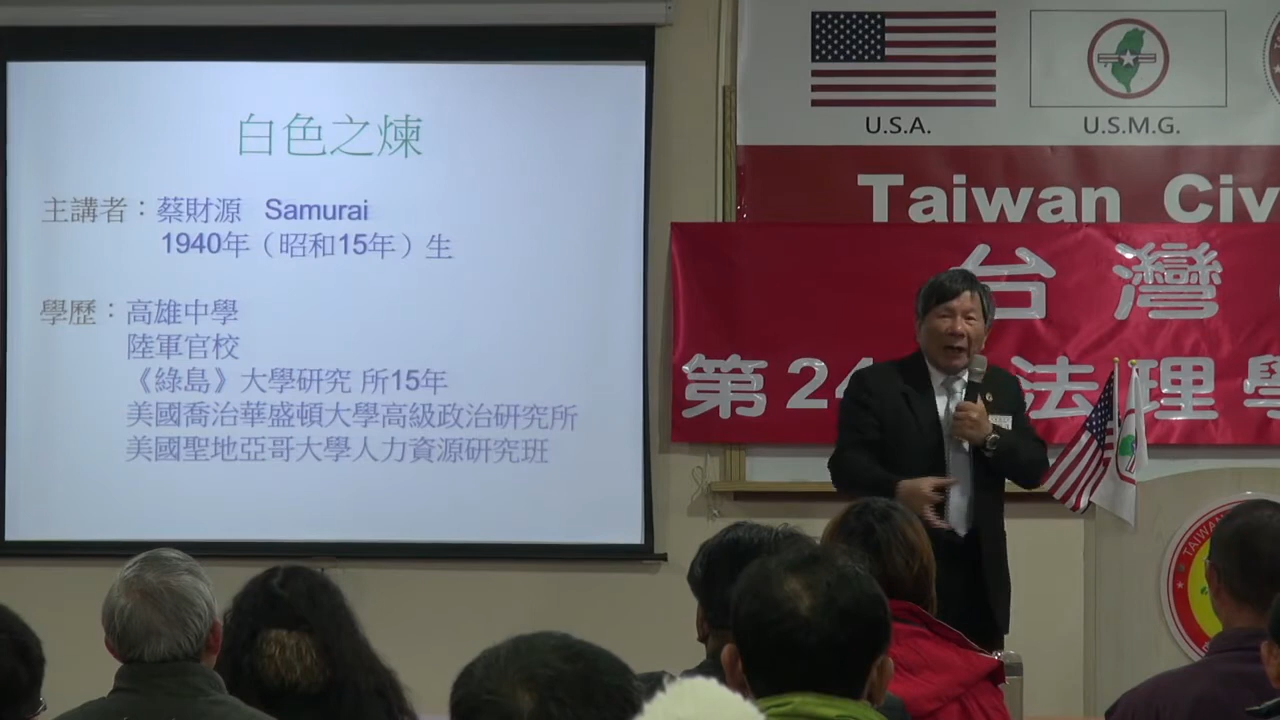 白色之煉
主講者：蔡財源 Samurai
1940年（昭和15年）生
學歷：高雄中學
陸軍官校
《綠島》大學研究 所15年
美國喬治華盛頓大學高級政治研究所
美國聖地亞哥大學人力資源研究班
U.S.A.
U.S.M.G.
Taiwan Civ
台灣
第24 法理學
TAIWAN